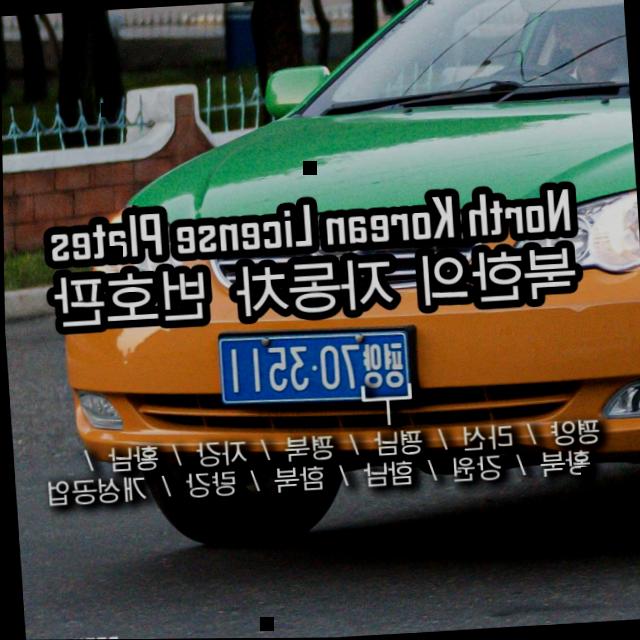 North Korean License Plates
북한의 자동차 번호판
평양 70·3511
평양 / 라선 / 평남 / 평북 / 자강 / 황남 /
황북 / 강원 / 함남 / 함북 / 량강 / 개성공업